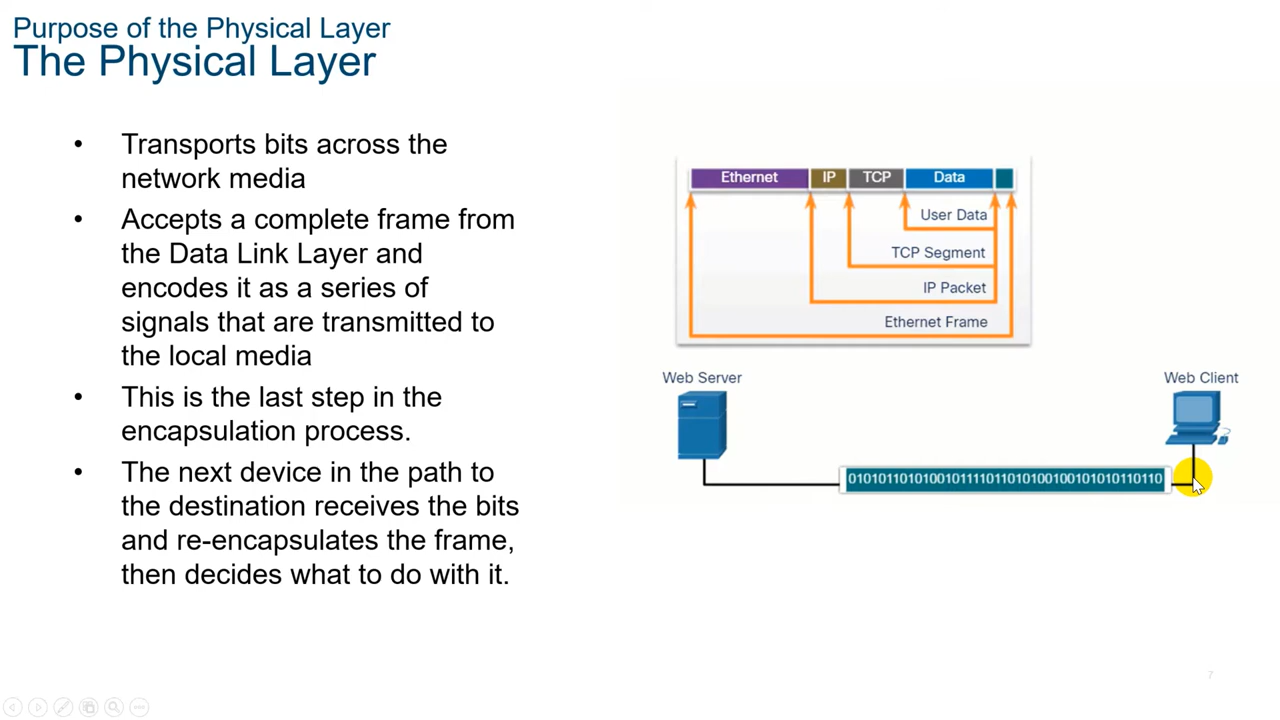 Purpose of the Physical Layer
The Physical Layer
• Transports bits across the
network media
• Accepts a complete frame from
the Data Link Layer and
encodes it as a series of
signals that are transmitted to
the local media
• This is the last step in the
encapsulation process.
• The next device in the path to
the destination receives the bits
and re-encapsulates the frame,
then decides what to do with it.
Ethernet IP TCP Data
User Data
TCP Segment
IP Packet
Ethernet Frame
Web Server
Web Client
0101011010100101111011010100100101010110110
7